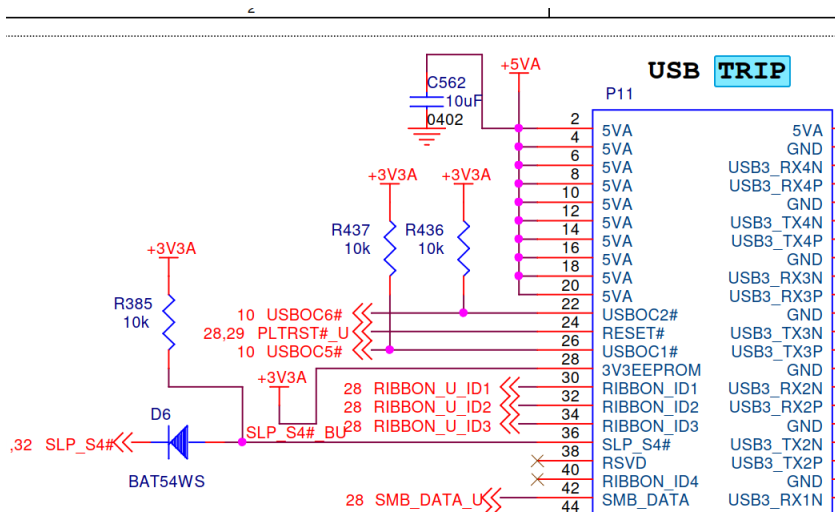 2
C562
10uF
0402
+5VA
USB TRIP
P11
+3V3A
+3V3A
R437
10k
R436
10k
+3V3A
R385
10k
10 USBOC6#
28,29 PLTRST#_U
10 USBOC5#
+3V3A
28 RIBBON_U_ID1
28 RIBBON_U_ID2
28 RIBBON_U_ID3
D6
SLP_S4#_BU
,32 SLP_S4#
BAT54WS
28 SMB_DATA_U
2 5VA 5VA
4 5VA GND
6 5VA USB3_RX4N
8 5VA USB3_RX4P
10 5VA GND
12 5VA USB3_TX4N
14 5VA USB3_TX4P
16 5VA GND
18 5VA USB3_RX3N
20 5VA USB3_RX3P
22 USBOC2# GND
24 RESET# USB3_TX3N
26 USBOC1# USB3_TX3P
28 3V3EEPROM GND
30 RIBBON_ID1 USB3_RX2N
32 RIBBON_ID2 USB3_RX2P
34 RIBBON_ID3 GND
36 SLP_S4# USB3_TX2N
38 RSVD USB3_TX2P
40 RIBBON_ID4 GND
42 SMB_DATA USB3_RX1N
44